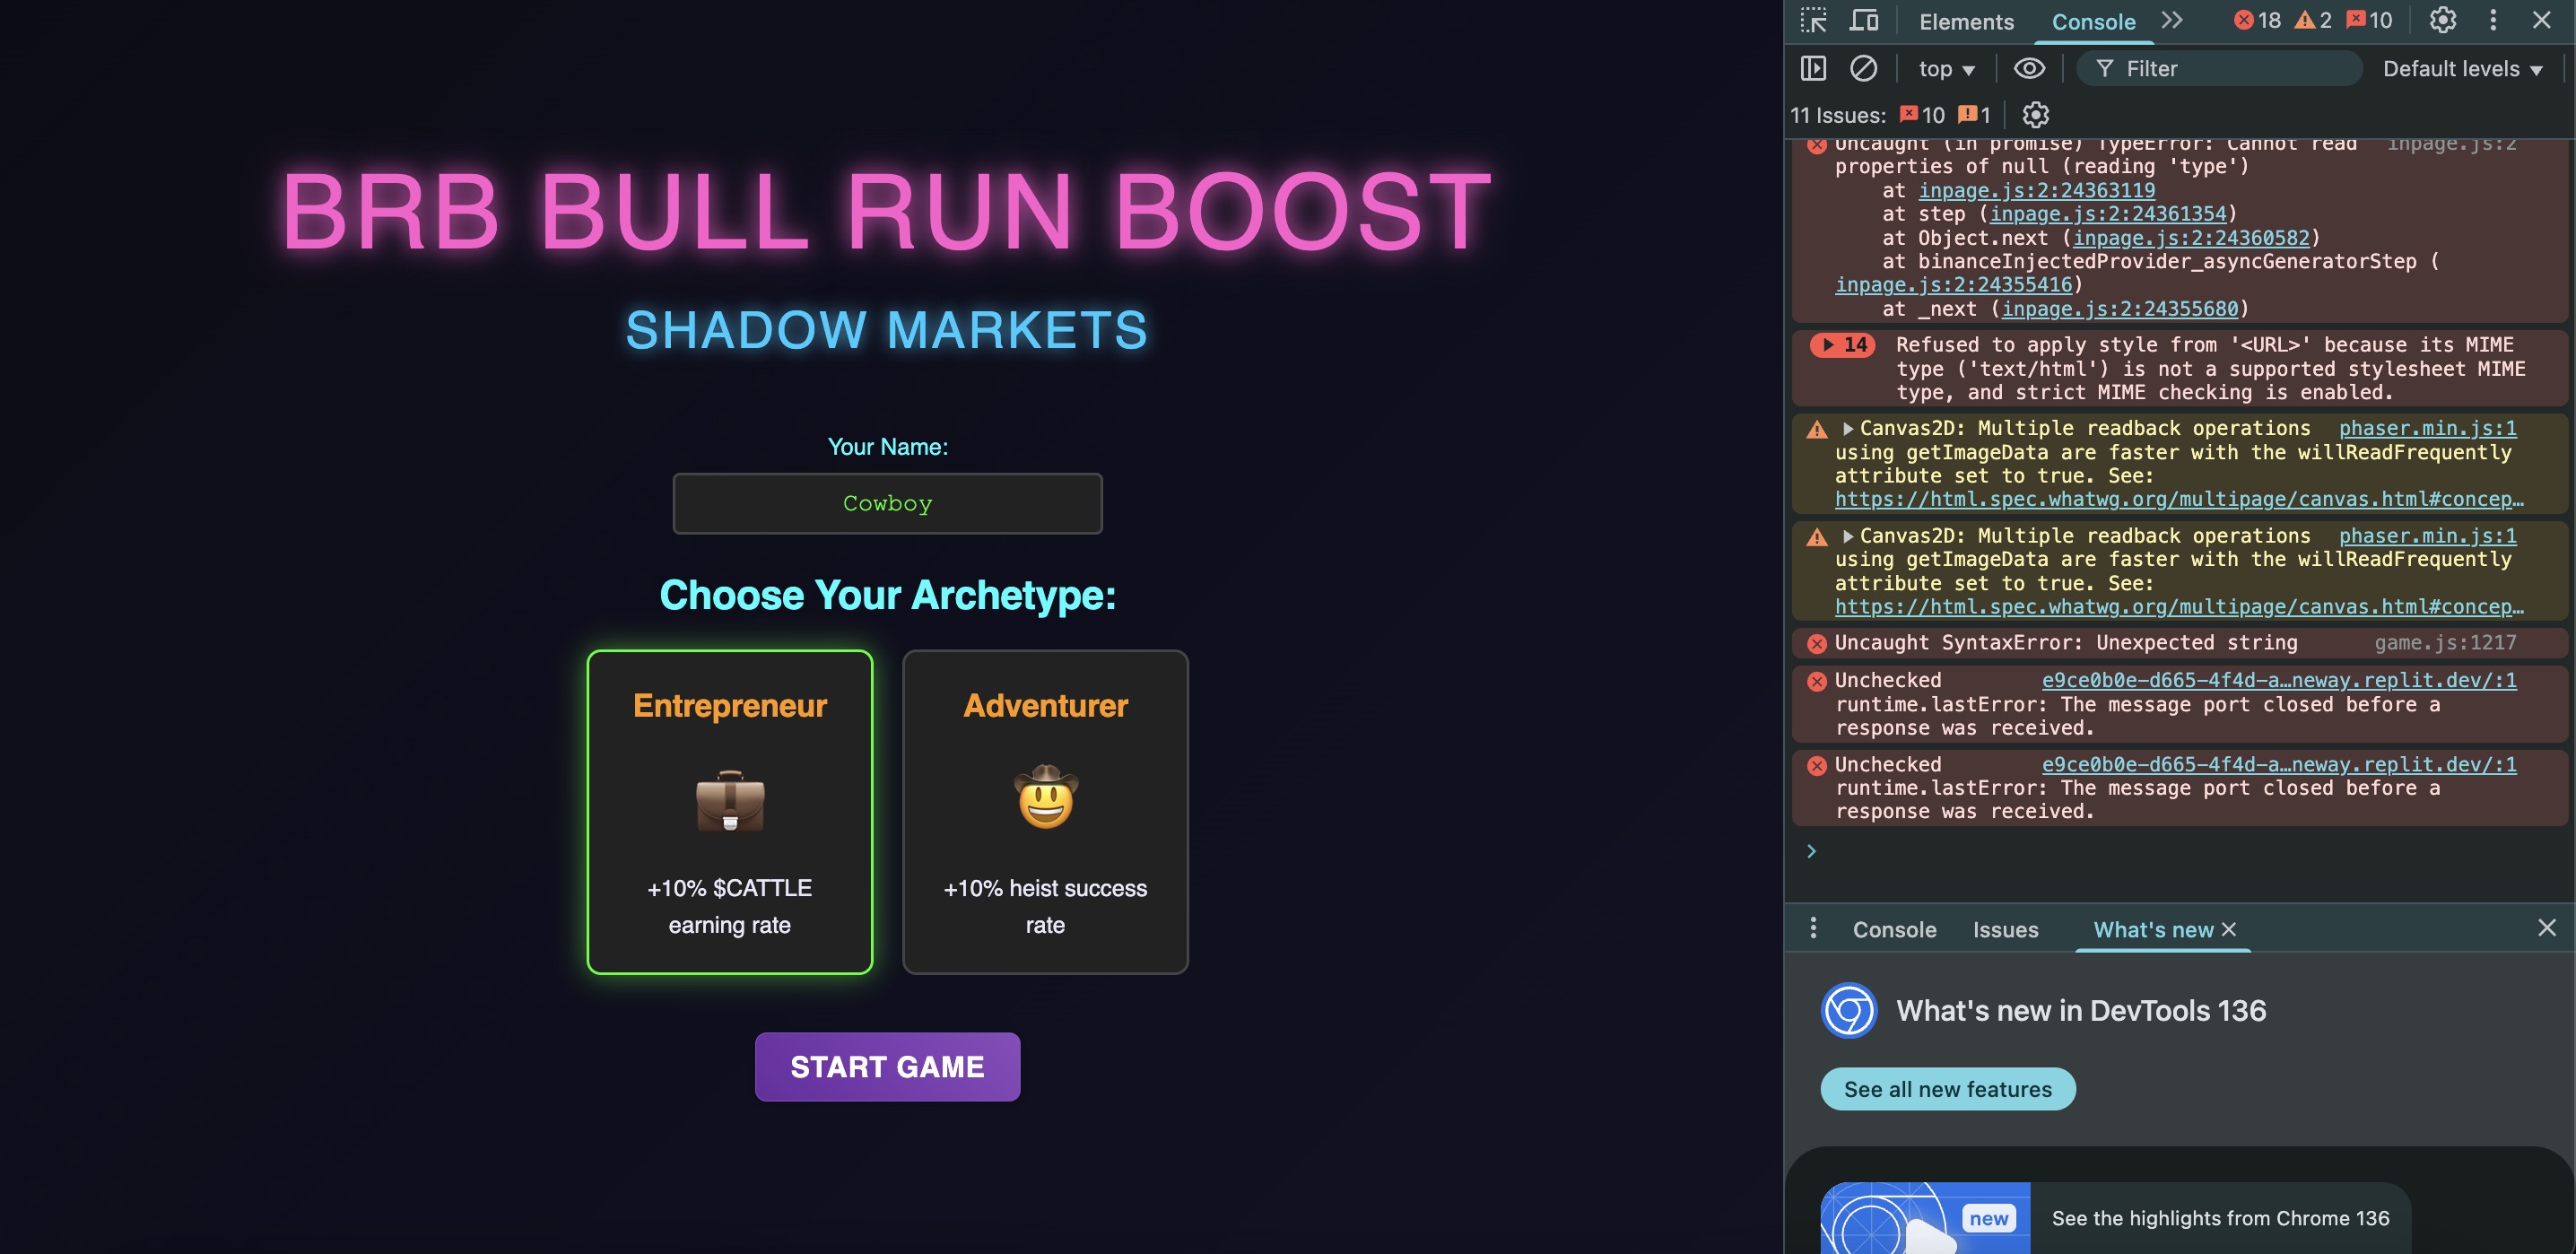 BRB BULL RUN BOOST
SHADOW MARKETS
Your Name:
Cowboy
Choose Your Archetype:
Entrepreneur
+10% $CATTLE
earning rate
Adventurer
+10% heist success
rate
START GAME
Elements Console 18 2 10
top Filter Default levels
11 Issues: 10 1
Uncaught (in promise) TypeError: Cannot read inpage.js:2
properties of null (reading 'type')
at inpage.js:2:24363119
at step (inpage.js:2:24361354)
at Object.next (inpage.js:2:24360582)
at binanceInjectedProvider_asyncGeneratorStep (
inpage.js:2:24355416)
at _next (inpage.js:2:24355680)
14 Refused to apply style from '<URL>' because its MIME
type ('text/html') is not a supported stylesheet MIME
type, and strict MIME checking is enabled.
Canvas2D: Multiple readback operations phaser.min.js:1
using getImageData are faster with the willReadFrequently
attribute set to true. See:
https://html.spec.whatwg.org/multipage/canvas.html#concep…
Canvas2D: Multiple readback operations phaser.min.js:1
using getImageData are faster with the willReadFrequently
attribute set to true. See:
https://html.spec.whatwg.org/multipage/canvas.html#concep…
Uncaught SyntaxError: Unexpected string game.js:1217
Unchecked e9ce0b0e-d665-4f4d-a…neway.replit.dev/:1
runtime.lastError: The message port closed before a
response was received.
Unchecked e9ce0b0e-d665-4f4d-a…neway.replit.dev/:1
runtime.lastError: The message port closed before a
response was received.
Console Issues What's new
What's new in DevTools 136
See all new features
new
See the highlights from Chrome 136